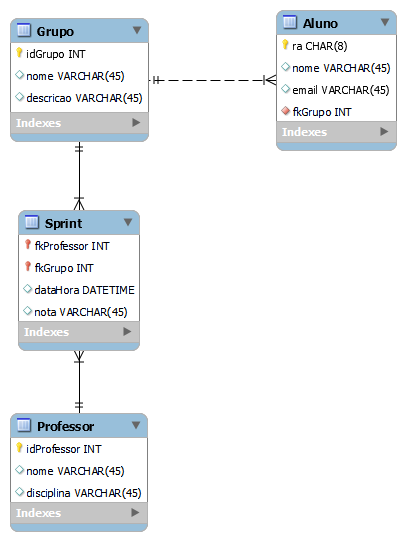 Grupo
idGrupo INT
nome VARCHAR(45)
descricao VARCHAR(45)
Indexes
Aluno
ra CHAR(8)
nome VARCHAR(45)
email VARCHAR(45)
fkGrupo INT
Indexes
Sprint
fkProfessor INT
fkGrupo INT
dataHora DATETIME
nota VARCHAR(45)
Indexes
Professor
idProfessor INT
nome VARCHAR(45)
disciplina VARCHAR(45)
Indexes